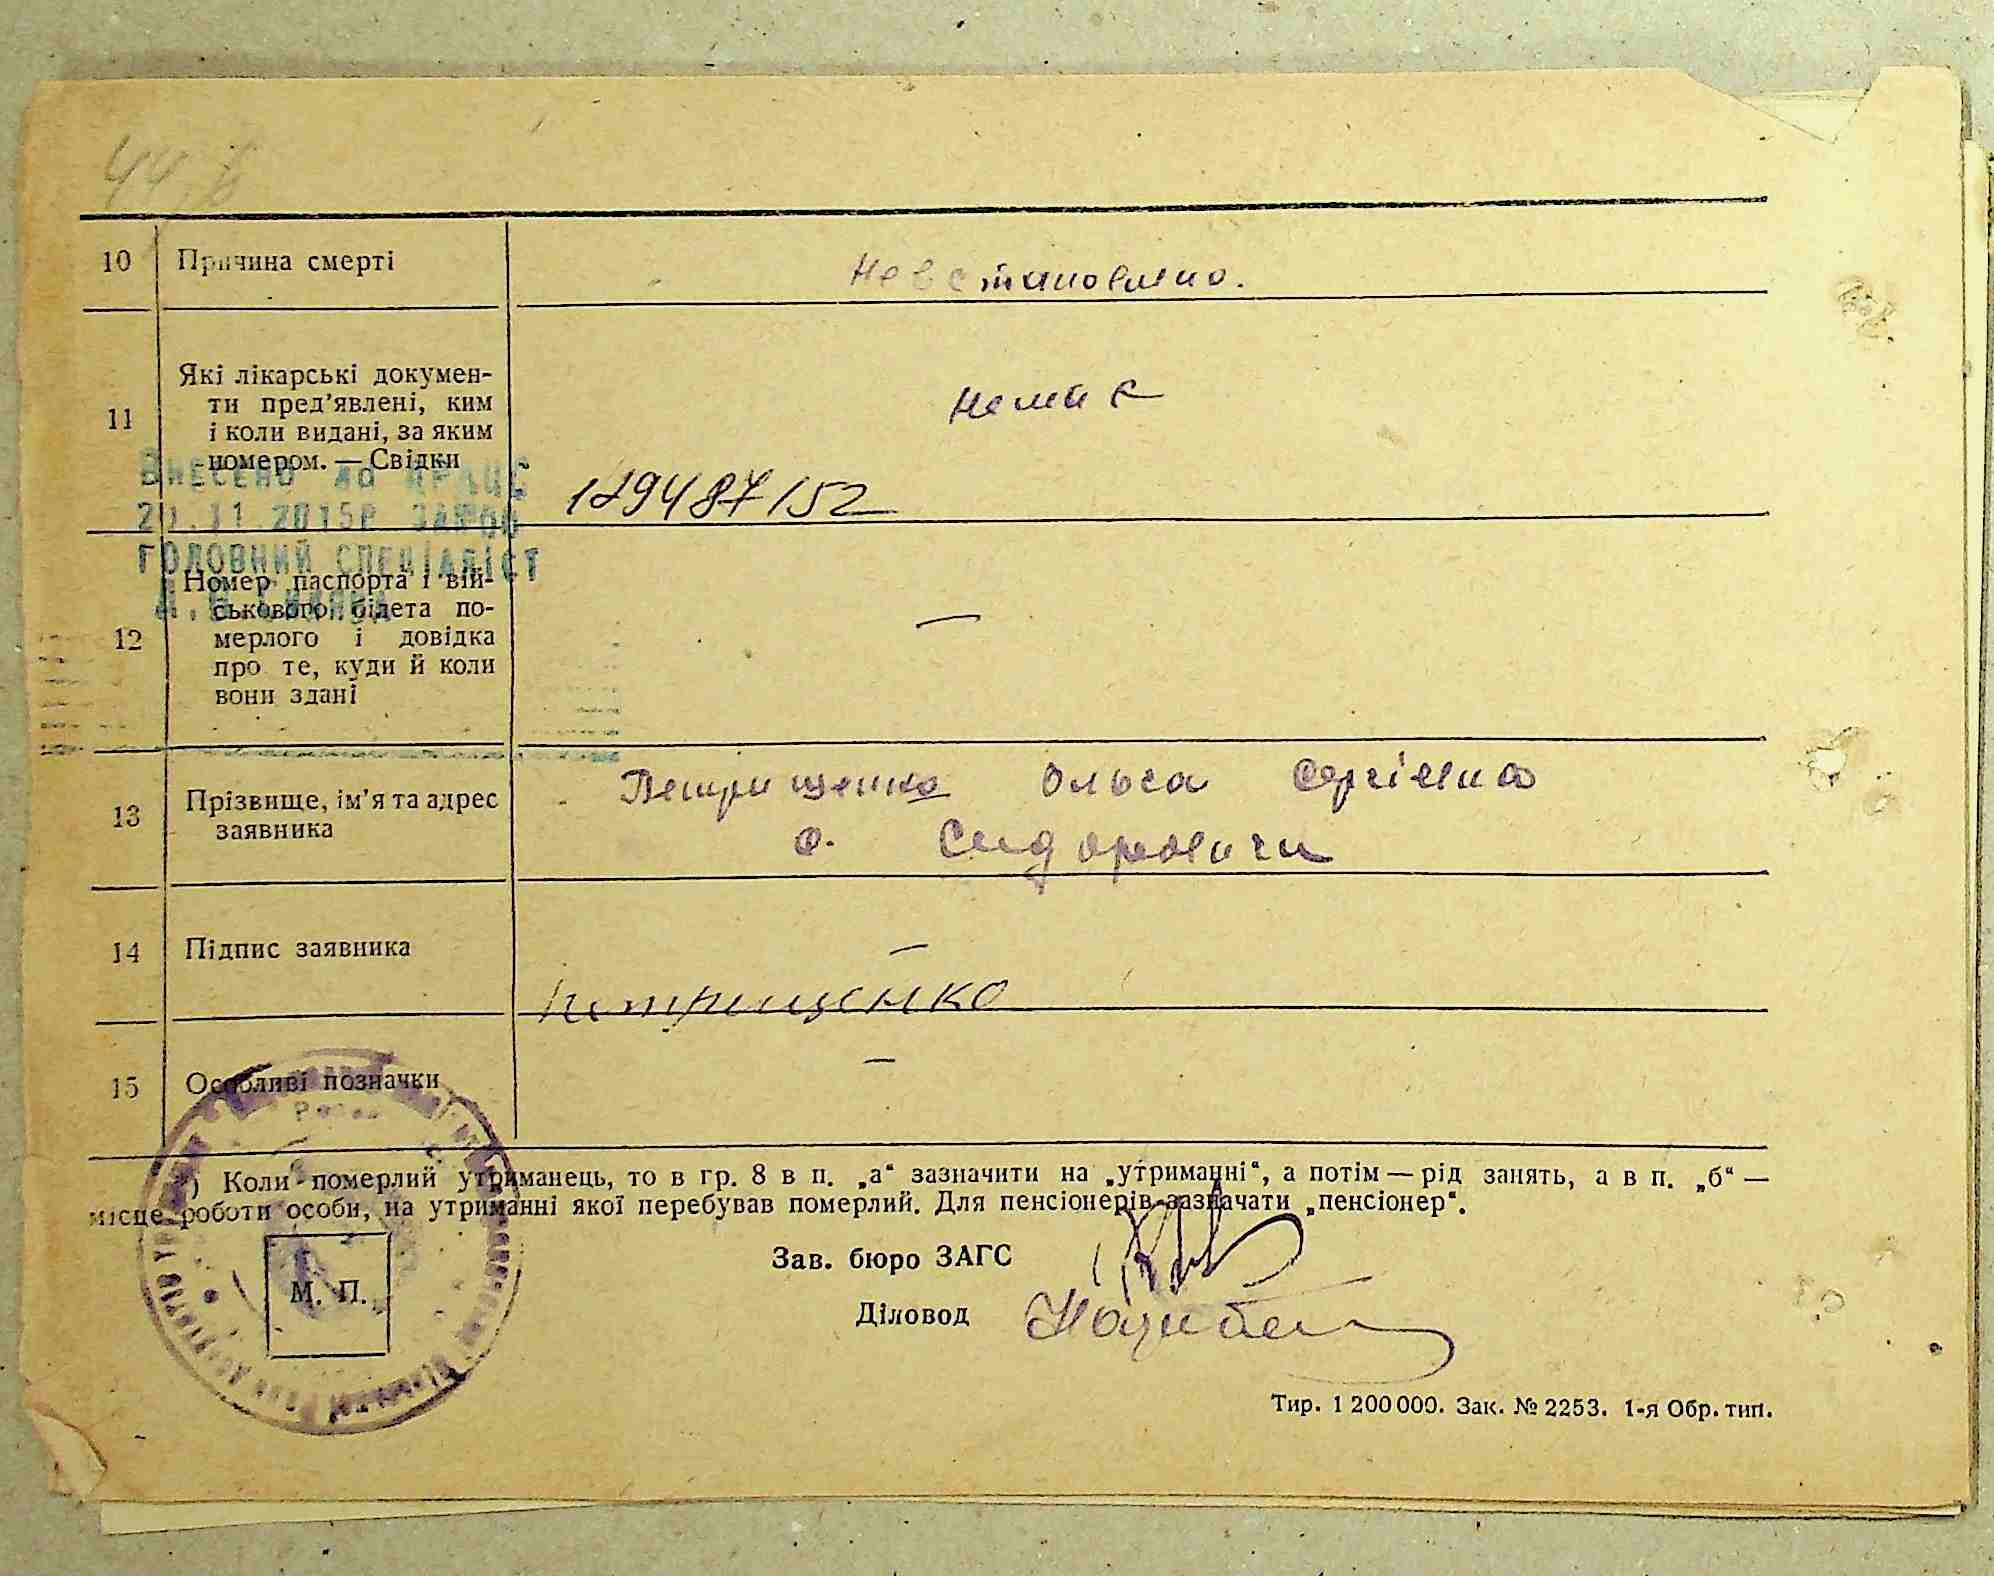 44.
10 Причина смерті Невстановлено.
11 Які лікарські докумен-
ти пред'явлені, ким
і коли видані, за яким
номером. — Свідки
Немає
129487152
Внесено до ДРАЦС
20.11.2015р
ГОЛОВНИЙ СПЕЦІАЛІСТ
12 Номер паспорта і вій-
ськового білета по-
мерлого і довідка
про те, куди й коли
вони здані
—
13 Прізвище, ім'я та адрес
заявника
Петрищенко Ольга Сергіївна
с. Сидоровичи
14 Підпис заявника —
Петрищенко
15 Особливі позначки —
) Коли померлий утриманець, то в гр. 8 в п. „а“ зазначити на „утриманні“, а потім — рід занять, а в п. „б“ —
місце роботи особи, на утриманні якої перебував померлий. Для пенсіонерів зазначати „пенсіонер“.
М. П.
Зав. бюро ЗАГС
Діловод
Тир. 1 200 000. Зак. № 2253. 1-я Обр. тип.